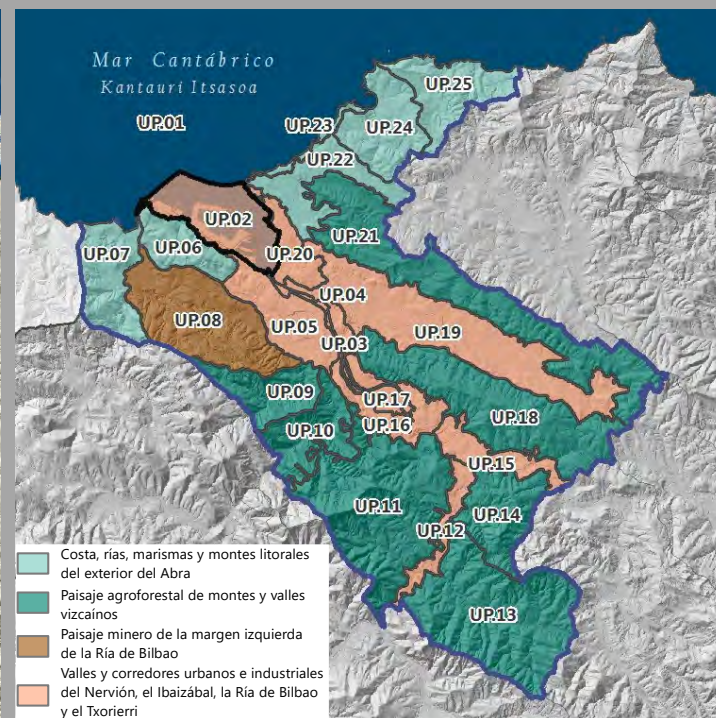 Mar Cantábrico
Kantauri Itsasoa
UP.25
UP.01
UP.23
UP.24
UP.22
UP.02
UP.21
UP.07
UP.06
UP.20
UP.04
UP.08
UP.05
UP.19
UP.03
UP.09
UP.17
UP.18
UP.10
UP.16
UP.15
UP.11
UP.14
UP.12
UP.13
Costa, rías, marismas y montes litorales
del exterior del Abra
Paisaje agroforestal de montes y valles
vizcaínos
Paisaje minero de la margen izquierda
de la Ría de Bilbao
Valles y corredores urbanos e industriales
del Nervión, el Ibaizábal, la Ría de Bilbao
y el Txorierri